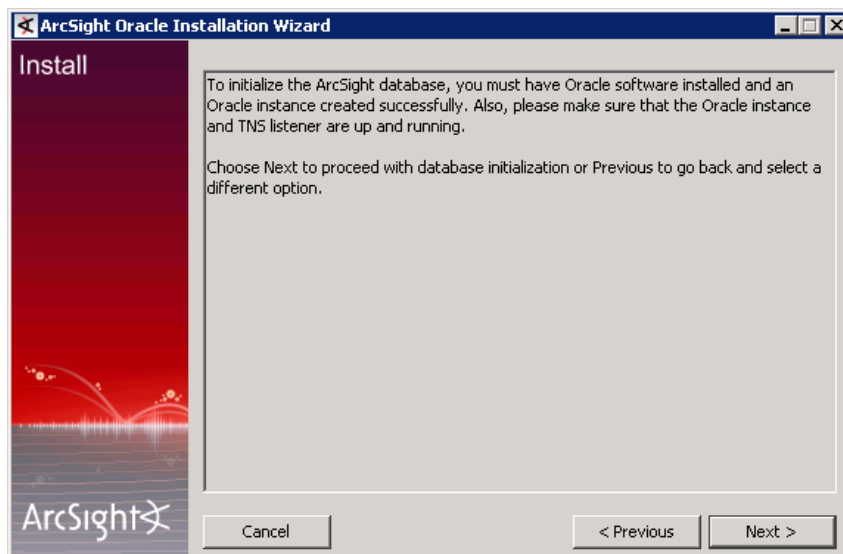 ArcSight Oracle Installation Wizard
Install
To initialize the ArcSight database, you must have Oracle software installed and an
Oracle instance created successfully. Also, please make sure that the Oracle instance
and TNS listener are up and running.
Choose Next to proceed with database initialization or Previous to go back and select a
different option.
ArcSight
Cancel
< Previous
Next >